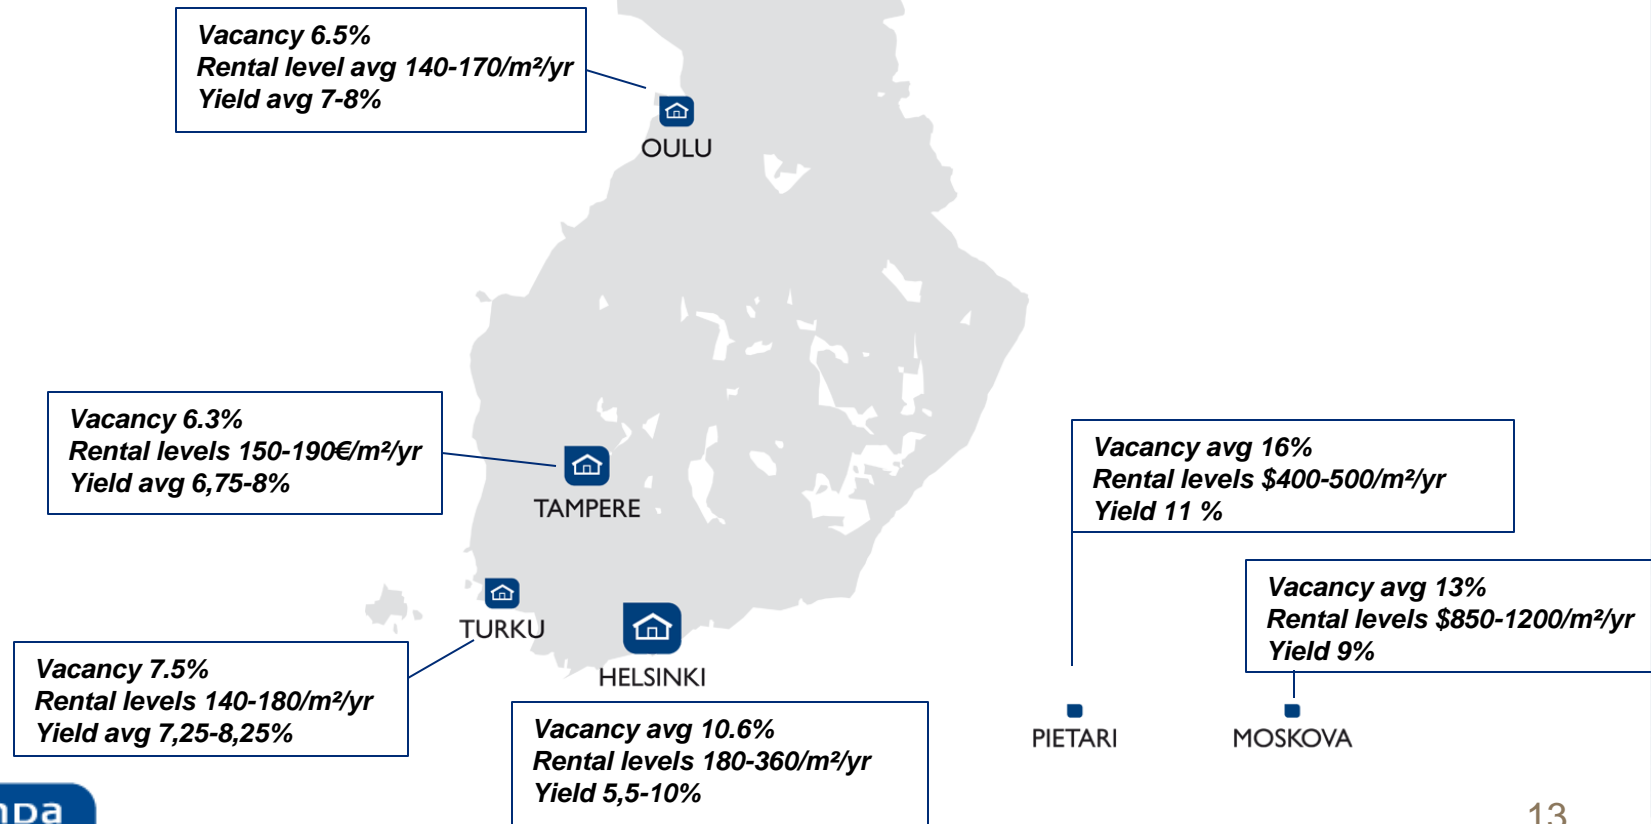 Vacancy 6.5%
Rental level avg 140-170/m²/yr
Yield avg 7-8%
OULU
Vacancy 6.3%
Rental levels 150-190€/m²/yr
Yield avg 6,75-8%
TAMPERE
Vacancy avg 16%
Rental levels $400-500/m²/yr
Yield 11 %
Vacancy avg 13%
Rental levels $850-1200/m²/yr
Yield 9%
TURKU
HELSINKI
Vacancy 7.5%
Rental levels 140-180/m²/yr
Yield avg 7,25-8,25%
Vacancy avg 10.6%
Rental levels 180-360/m²/yr
Yield 5,5-10%
PIETARI
MOSKOVA
13